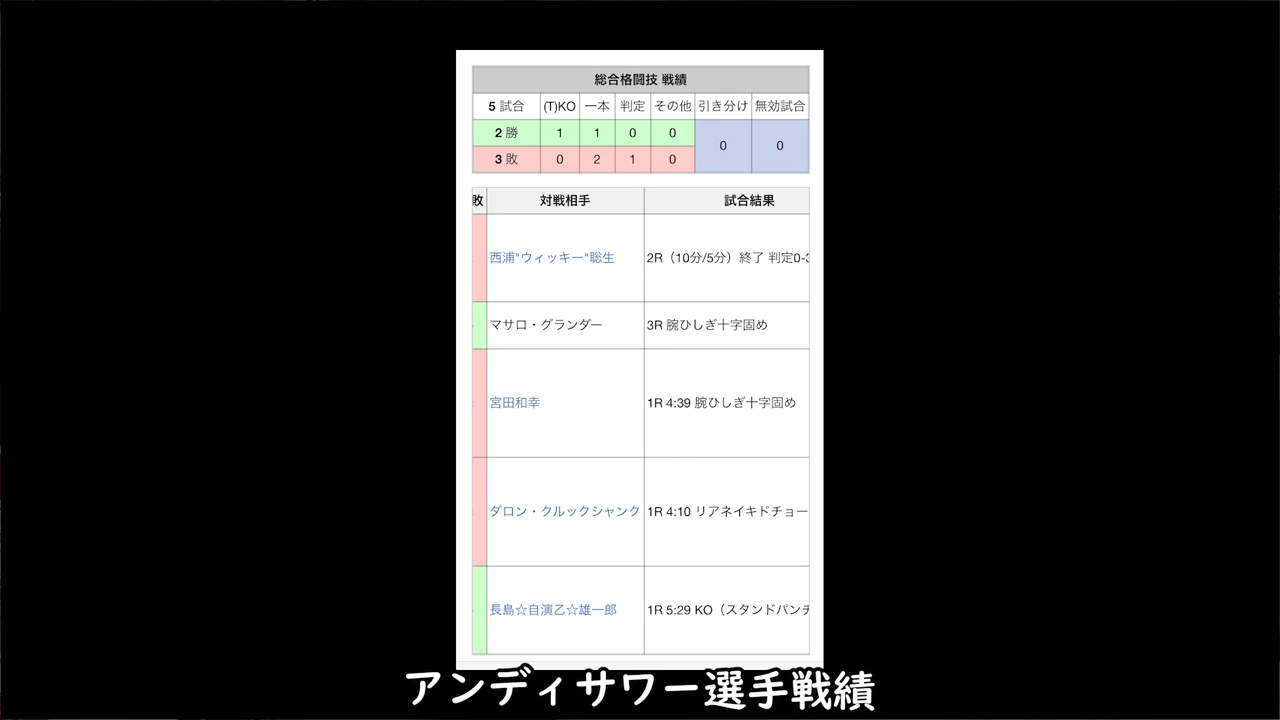 総合格闘技 戦績
5 試合 (T)KO 一本 判定 その他 引き分け 無効試合
2 勝 1 1 0 0 0 0
3 敗 0 2 1 0
敗 対戦相手 試合結果
西浦"ウィッキー"聡生 2R（10分/5分）終了 判定0-3
マサロ・グランダー 3R 腕ひしぎ十字固め
宮田和幸 1R 4:39 腕ひしぎ十字固め
ダロン・クルックシャンク 1R 4:10 リアネイキドチョー
長島☆自演乙☆雄一郎 1R 5:29 KO（スタンドパンチ
アンディサワー選手戦績